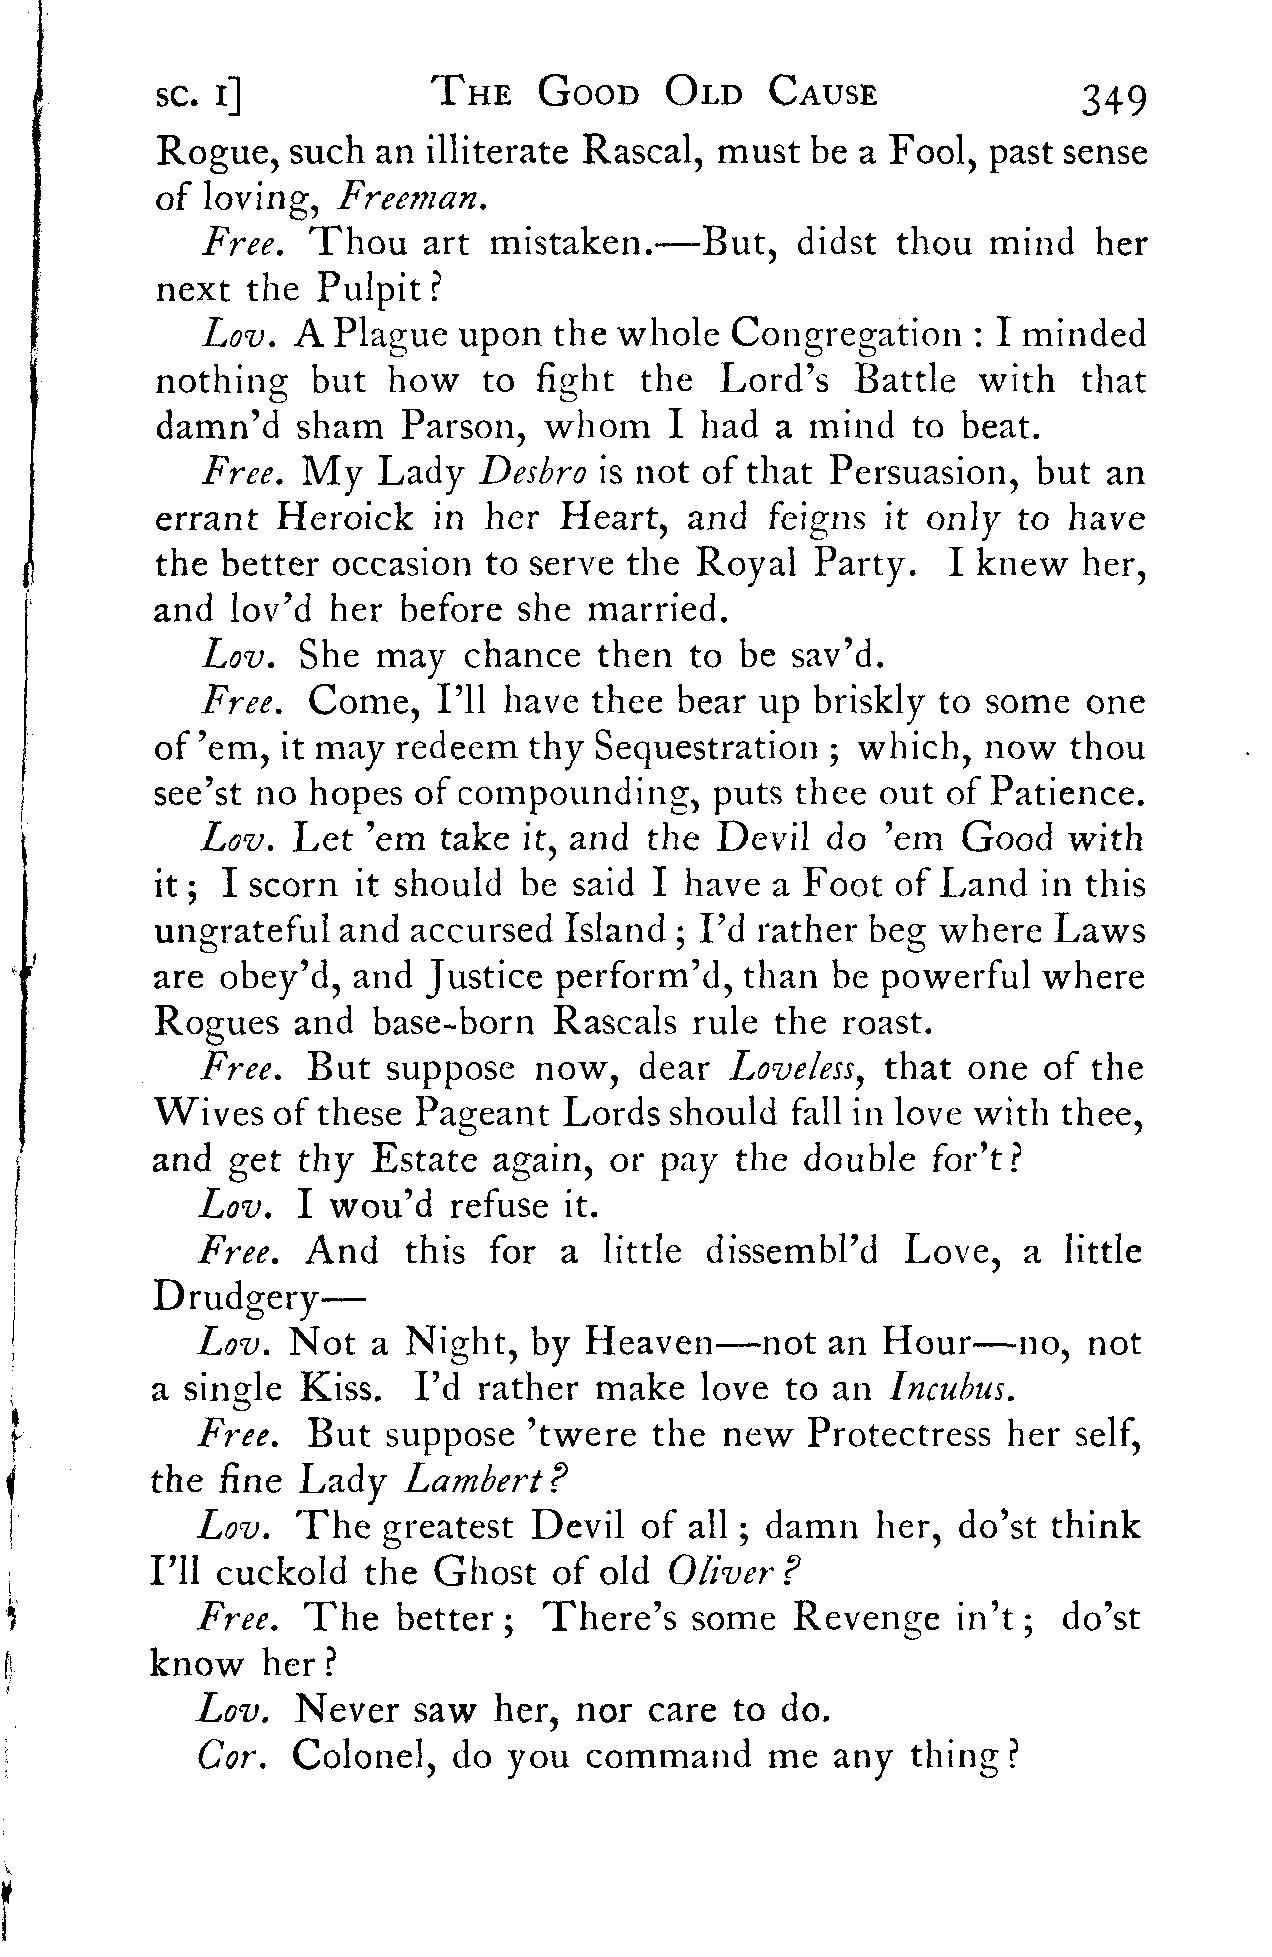 SC. I] THE GOOD OLD CAUSE 349
Rogue, such an illiterate Rascal, must be a Fool, past sense
of loving, Freeman.
Free. Thou art mistaken.—But, didst thou mind her
next the Pulpit?
Lov. A Plague upon the whole Congregation : I minded
nothing but how to fight the Lord's Battle with that
damn'd sham Parson, whom I had a mind to beat.
Free. My Lady Desbro is not of that Persuasion, but an
errant Heroick in her Heart, and feigns it only to have
the better occasion to serve the Royal Party. I knew her,
and lov'd her before she married.
Lov. She may chance then to be sav'd.
Free. Come, I'll have thee bear up briskly to some one
of 'em, it may redeem thy Sequestration ; which, now thou
see'st no hopes of compounding, puts thee out of Patience.
Lov. Let 'em take it, and the Devil do 'em Good with
it ; I scorn it should be said I have a Foot of Land in this
ungrateful and accursed Island ; I'd rather beg where Laws
are obey'd, and Justice perform'd, than be powerful where
Rogues and base-born Rascals rule the roast.
Free. But suppose now, dear Loveless, that one of the
Wives of these Pageant Lords should fall in love with thee,
and get thy Estate again, or pay the double for't?
Lov. I wou'd refuse it.
Free. And this for a little dissembl'd Love, a little
Drudgery—
Lov. Not a Night, by Heaven—not an Hour—no, not
a single Kiss. I'd rather make love to an Incubus.
Free. But suppose 'twere the new Protectress her self,
the fine Lady Lambert?
Lov. The greatest Devil of all ; damn her, do'st think
I'll cuckold the Ghost of old Oliver?
Free. The better ; There's some Revenge in't ; do'st
know her?
Lov. Never saw her, nor care to do.
Cor. Colonel, do you command me any thing?